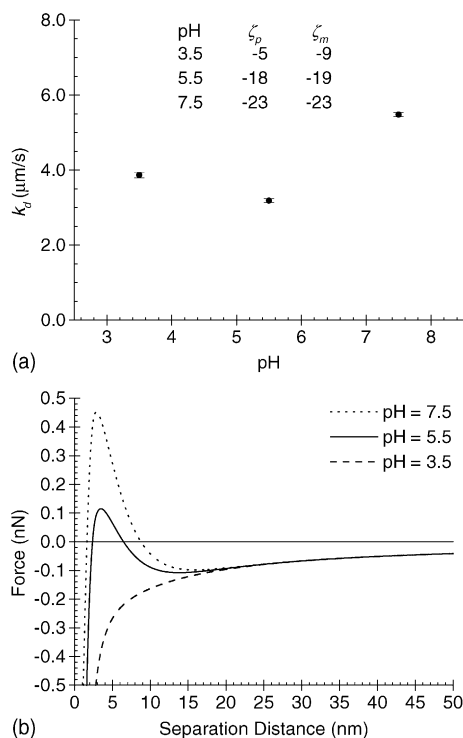 pH ζp ζm
3.5 -5 -9
5.5 -18 -19
7.5 -23 -23
8.0
6.0
4.0
2.0
0.0
kd (μm/s)
3 4 5 6 7 8
pH
(a)
0.5
0.4
0.3
0.2
0.1
0.0
-0.1
-0.2
-0.3
-0.4
-0.5
Force (nN)
pH = 7.5
pH = 5.5
pH = 3.5
0 5 10 15 20 25 30 35 40 45 50
Separation Distance (nm)
(b)